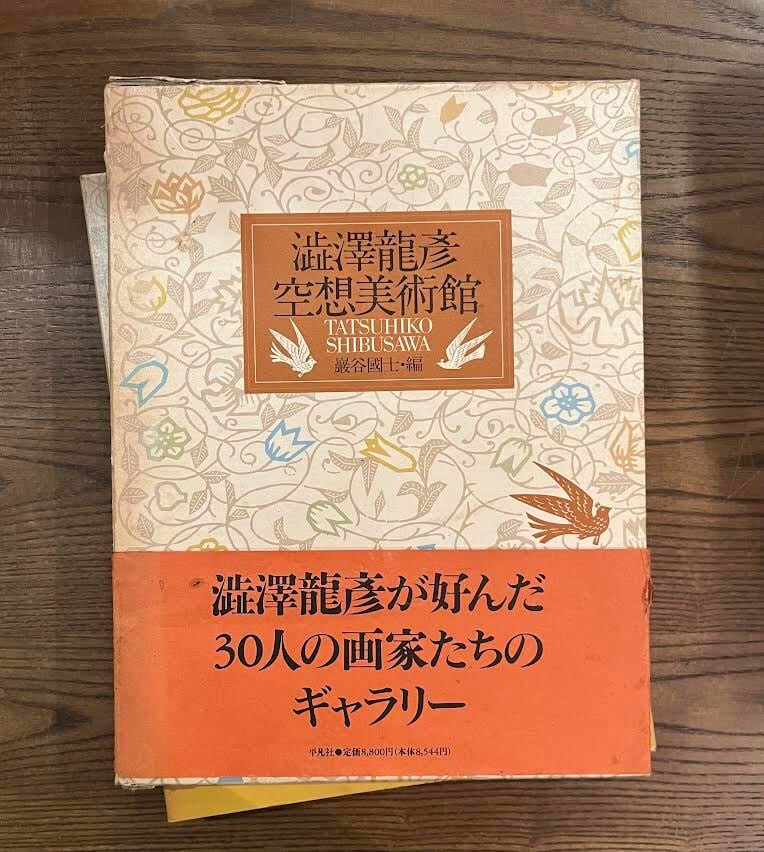 澁澤龍彥
空想美術館
TATSUHIKO
SHIBUSAWA
巖谷國士・編
澁澤龍彥が好んだ
30人の画家たちの
ギャラリー
平凡社●定価8,800円(本体8,544円)